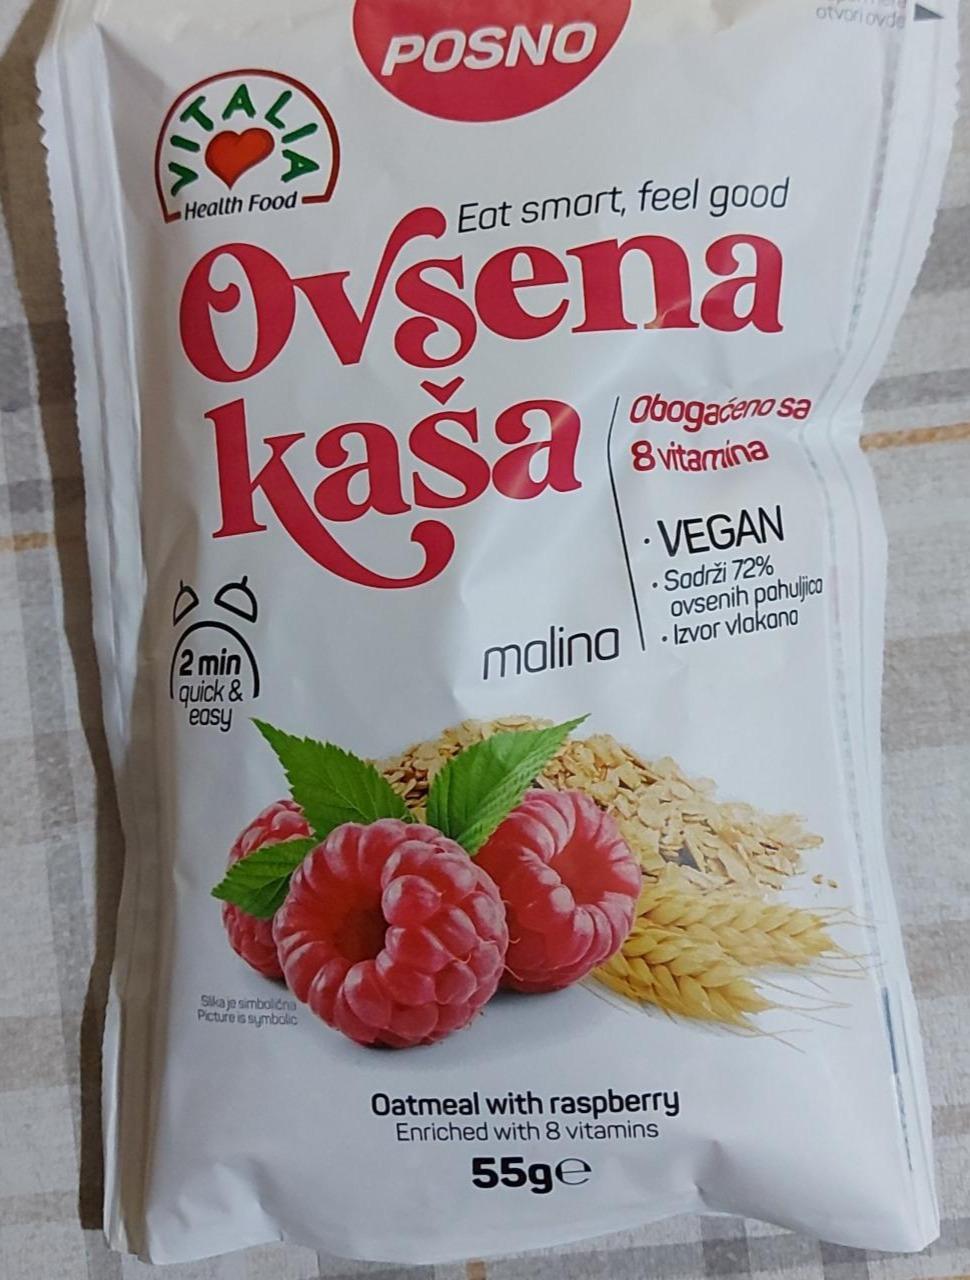 otvori ovde
POSNO
VITALIA
Health Food
Eat smart, feel good
Ovsena
kaša
Obogaćeno sa
8 vitamina
· VEGAN
· Sadrži 72%
ovsenih pahuljica
· Izvor vlakana
malina
2 min
quick &
easy
Slika je simbolična
Picture is symbolic
Oatmeal with raspberry
Enriched with 8 vitamins
55g℮